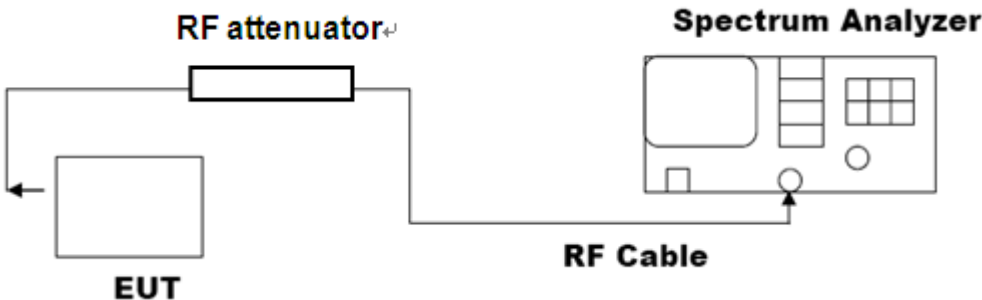 RF attenuator↵
Spectrum Analyzer
RF Cable
EUT